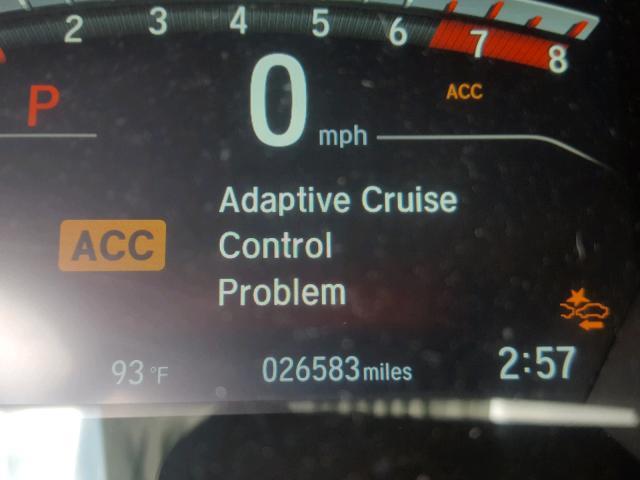 2 3 4 5 6 7 8
P
0 mph
ACC
Adaptive Cruise
ACC
Control
Problem
93 °F
026583 miles
2:57